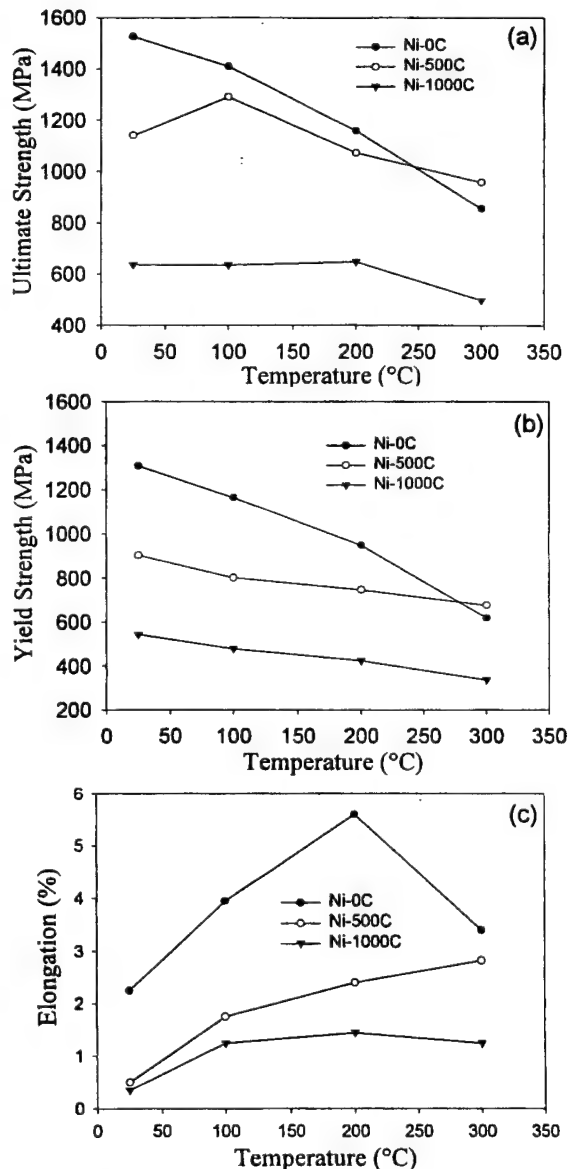 1600
(a)
Ni-0C
1400
Ni-500C
Ni-1000C
1200
1000
800
600
400
Ultimate Strength (MPa)
0 50 100 150 200 250 300 350
Temperature (°C)
1600
(b)
1400
Ni-0C
Ni-500C
1200
Ni-1000C
1000
800
600
400
200
Yield Strength (MPa)
0 50 100 150 200 250 300 350
Temperature (°C)
6
(c)
5
4
Ni-0C
Ni-500C
3
Ni-1000C
2
1
0
Elongation (%)
0 50 100 150 200 250 300 350
Temperature (°C)